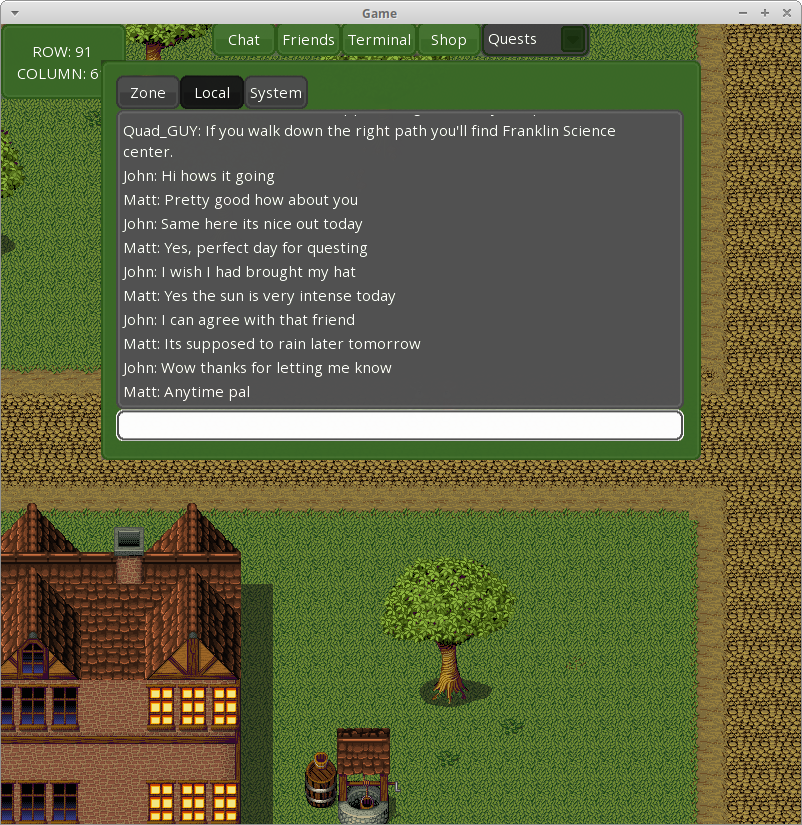 Game
Chat Friends Terminal Shop Quests
ROW: 91
COLUMN: 6
Zone Local System
Quad_GUY: If you walk down the right path you'll find Franklin Science
center.
John: Hi hows it going
Matt: Pretty good how about you
John: Same here its nice out today
Matt: Yes, perfect day for questing
John: I wish I had brought my hat
Matt: Yes the sun is very intense today
John: I can agree with that friend
Matt: Its supposed to rain later tomorrow
John: Wow thanks for letting me know
Matt: Anytime pal